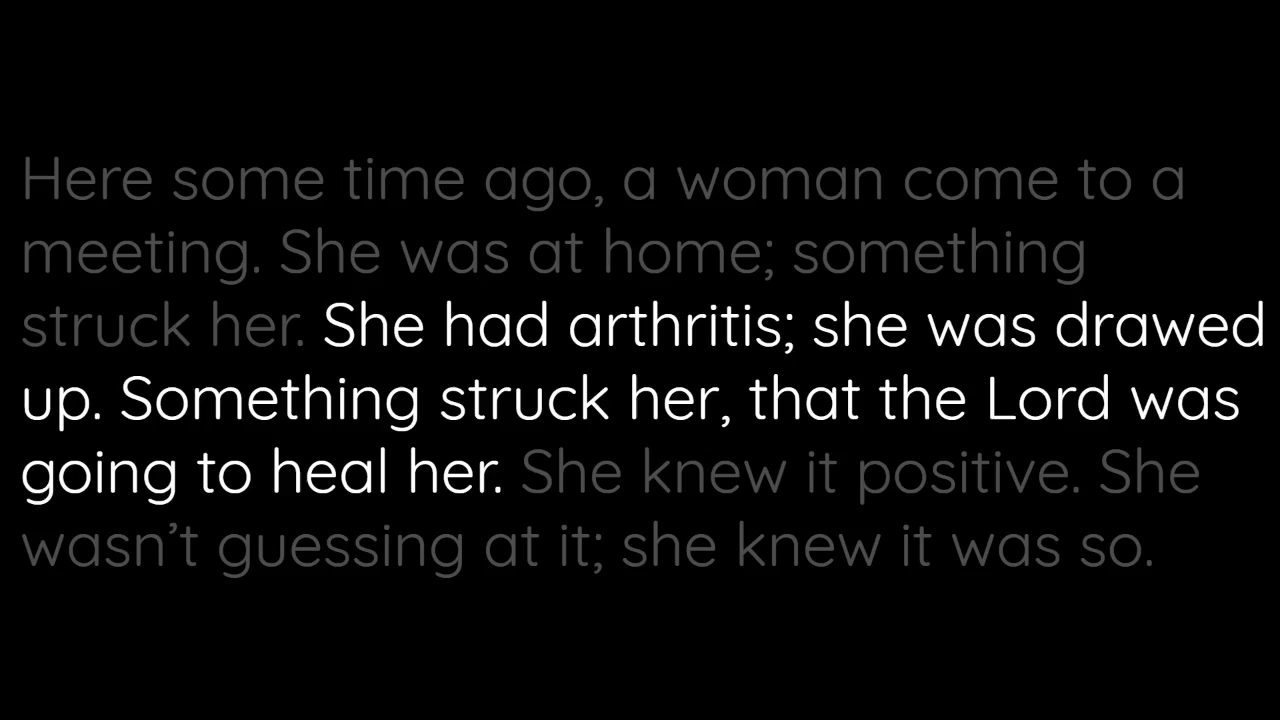 Here some time ago, a woman come to a
meeting. She was at home; something
struck her. She had arthritis; she was drawed
up. Something struck her, that the Lord was
going to heal her. She knew it positive. She
wasn’t guessing at it; she knew it was so.